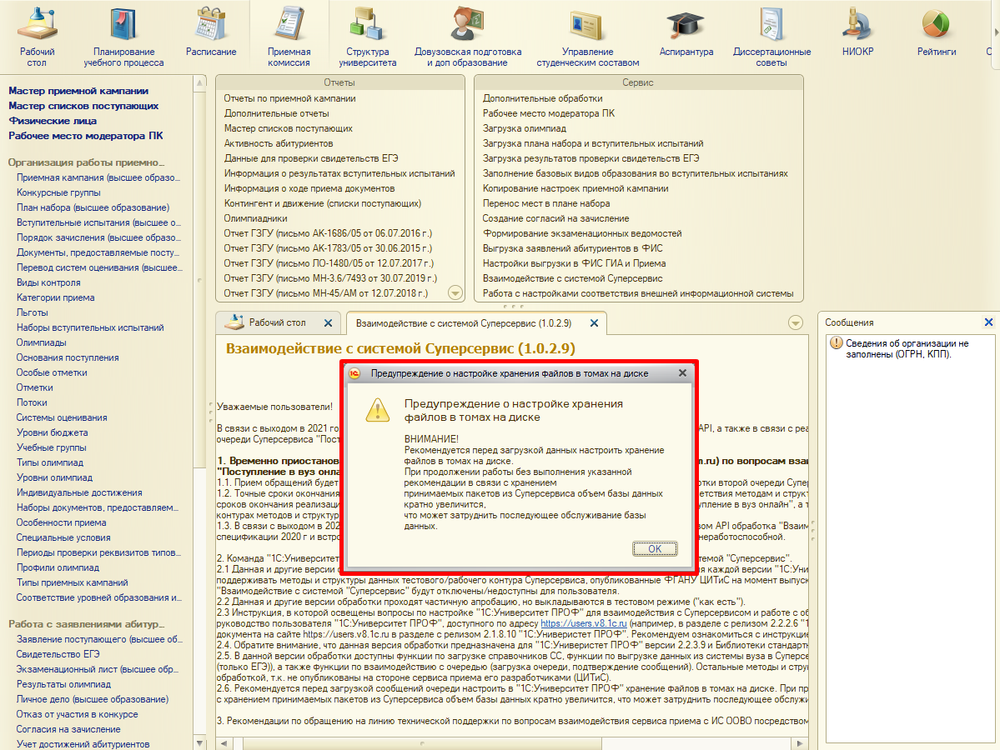 Рабочий
стол
Планирование
учебного процесса
Расписание
Приемная
комиссия
Структура
университета
Довузовская подготовка
и доп образование
Управление
студенческим составом
Аспирантура
Диссертационные
советы
НИОКР
Рейтинги
С
Мастер приемной кампании
Мастер списков поступающих
Физические лица
Рабочее место модератора ПК
Организация работы приемно...
Приемная кампания (высшее образо...
Конкурсные группы
План набора (высшее образование)
Вступительные испытания (высшее о...
Порядок зачисления (высшее образо...
Документы, предоставляемые посту...
Перевод систем оценивания (высшее...
Виды контроля
Категории приема
Льготы
Наборы вступительных испытаний
Олимпиады
Основания поступления
Особые отметки
Отметки
Потоки
Системы оценивания
Уровни бюджета
Учебные группы
Типы олимпиад
Уровни олимпиад
Индивидуальные достижения
Наборы документов, предоставляем...
Особенности приема
Специальные условия
Периоды проверки реквизитов типов...
Профили олимпиад
Типы приемных кампаний
Соответствие уровней образования и...
Работа с заявлениями абитур...
Заявление поступающего (высшее об...
Свидетельство ЕГЭ
Экзаменационный лист (высшее обр...
Результаты олимпиад
Личное дело (высшее образование)
Отказ от участия в конкурсе
Согласия на зачисление
Учет достижений абитуриентов
Отчеты
Отчеты по приемной кампании
Дополнительные отчеты
Мастер списков поступающих
Активность абитуриентов
Данные для проверки свидетельств ЕГЭ
Информация о результатах вступительных испытаний
Информация о ходе приема документов
Контингент и движение (списки поступающих)
Олимпиадники
Отчет ГЗГУ (письмо АК-1686/05 от 06.07.2016 г.)
Отчет ГЗГУ (письмо АК-1783/05 от 30.06.2015 г.)
Отчет ГЗГУ (письмо ЛО-1480/05 от 12.07.2017 г.)
Отчет ГЗГУ (письмо МН-3.6/7493 от 30.07.2019 г.)
Отчет ГЗГУ (письмо МН-45/АМ от 12.07.2018 г.)
Сервис
Дополнительные обработки
Рабочее место модератора ПК
Загрузка олимпиад
Загрузка плана набора и вступительных испытаний
Загрузка результатов проверки свидетельств ЕГЭ
Заполнение базовых видов образования во вступительных испытаниях
Копирование настроек приемной кампании
Перенос мест в плане набора
Создание согласий на зачисление
Формирование экзаменационных ведомостей
Выгрузка заявлений абитуриентов в ФИС
Настройки выгрузки в ФИС ГИА и Приема
Взаимодействие с системой Суперсервис
Работа с настройками соответствия внешней информационной системы
Рабочий стол
Взаимодействие с системой Суперсервис (1.0.2.9)
Взаимодействие с системой Суперсервис (1.0.2.9)
Уважаемые пользователи!
В связи с выходом в 2021 го API, а также в связи с реа
очереди Суперсервиса "Пост
1. Временно приостанов m.ru) по вопросам взаи
"Поступление в вуз онла
1.1. Прием обращений будет отки второй очереди Супер
1.2. Точные сроки окончания етствия методам и структ
сроков окончания реализаци упление в вуз онлайн", а т
контурах методов и структур
1.3. В связи с выходом в 202 вом API обработка "Взаим
спецификации 2020 г и встро неработоспособной.
2. Команда "1С:Университет темой "Суперсервис".
2.1 Данная и другие версии о я каждой версии "1С:Уни
поддерживать методы и структуры данных тестового/рабочего контура Суперсервиса, опубликованные ФГАНУ ЦИТиС на момент выпуск
"Взаимодействие с системой "Суперсервис" будут отключены/недоступны для пользователя.
2.2 Данная и другие версии обработки проходят частичную апробацию, но выкладываются в тестовом режиме ("как есть").
2.3 Инструкция, в которой освещены вопросы по настройке "1С:Университет ПРОФ" для взаимодействия с Суперсервисом и работе с об
руководство пользователя "1С:Университет ПРОФ", доступного по адресу https://users.v8.1c.ru (например, в разделе с релизом 2.2.2.6 "1
документа на сайте https://users.v8.1c.ru в разделе с релизом 2.1.8.10 "1С:Универистет ПРОФ". Рекомендуем ознакомиться с инструкцие
2.4. Обратите внимание, что данная версия обработки предназначена для "1С:Универистет ПРОФ" версии 2.2.3.9 и Библиотеки стандартн
2.5. В данной версии обработки доступны функции по загрузке справочников СС, функции по выгрузке данных из системы вуза в Суперсе
(только ЕГЭ)), а также функции по взаимодействию с очередью (загрузка очереди, подтверждение сообщений). Остальные методы и стру
обработкой, т.к. не опубликованы на стороне сервиса приема его разработчиками (ЦИТиС).
2.6. Рекомендуется перед загрузкой сообщений очереди настроить в "1С:Университет ПРОФ" хранение файлов в томах на диске. При пр
с хранением принимаемых пакетов из Суперсервиса объем базы данных кратно увеличится, что может затруднить последующее обслужи
3. Рекомендации по обращению на линию технической поддержки по вопросам взаимодействия сервиса приема с ИС ООВО посредством
Предупреждение о настройке хранения файлов в томах на диске
Предупреждение о настройке хранения
файлов в томах на диске
ВНИМАНИЕ!
Рекомендуется перед загрузкой данных настроить хранение
файлов в томах на диске.
При продолжении работы без выполнения указанной
рекомендации в связи с хранением
принимаемых пакетов из Суперсервиса объем базы данных
кратно увеличится,
что может затруднить последующее обслуживание базы
данных.
OK
Сообщения
Сведения об организации не
заполнены (ОГРН, КПП).